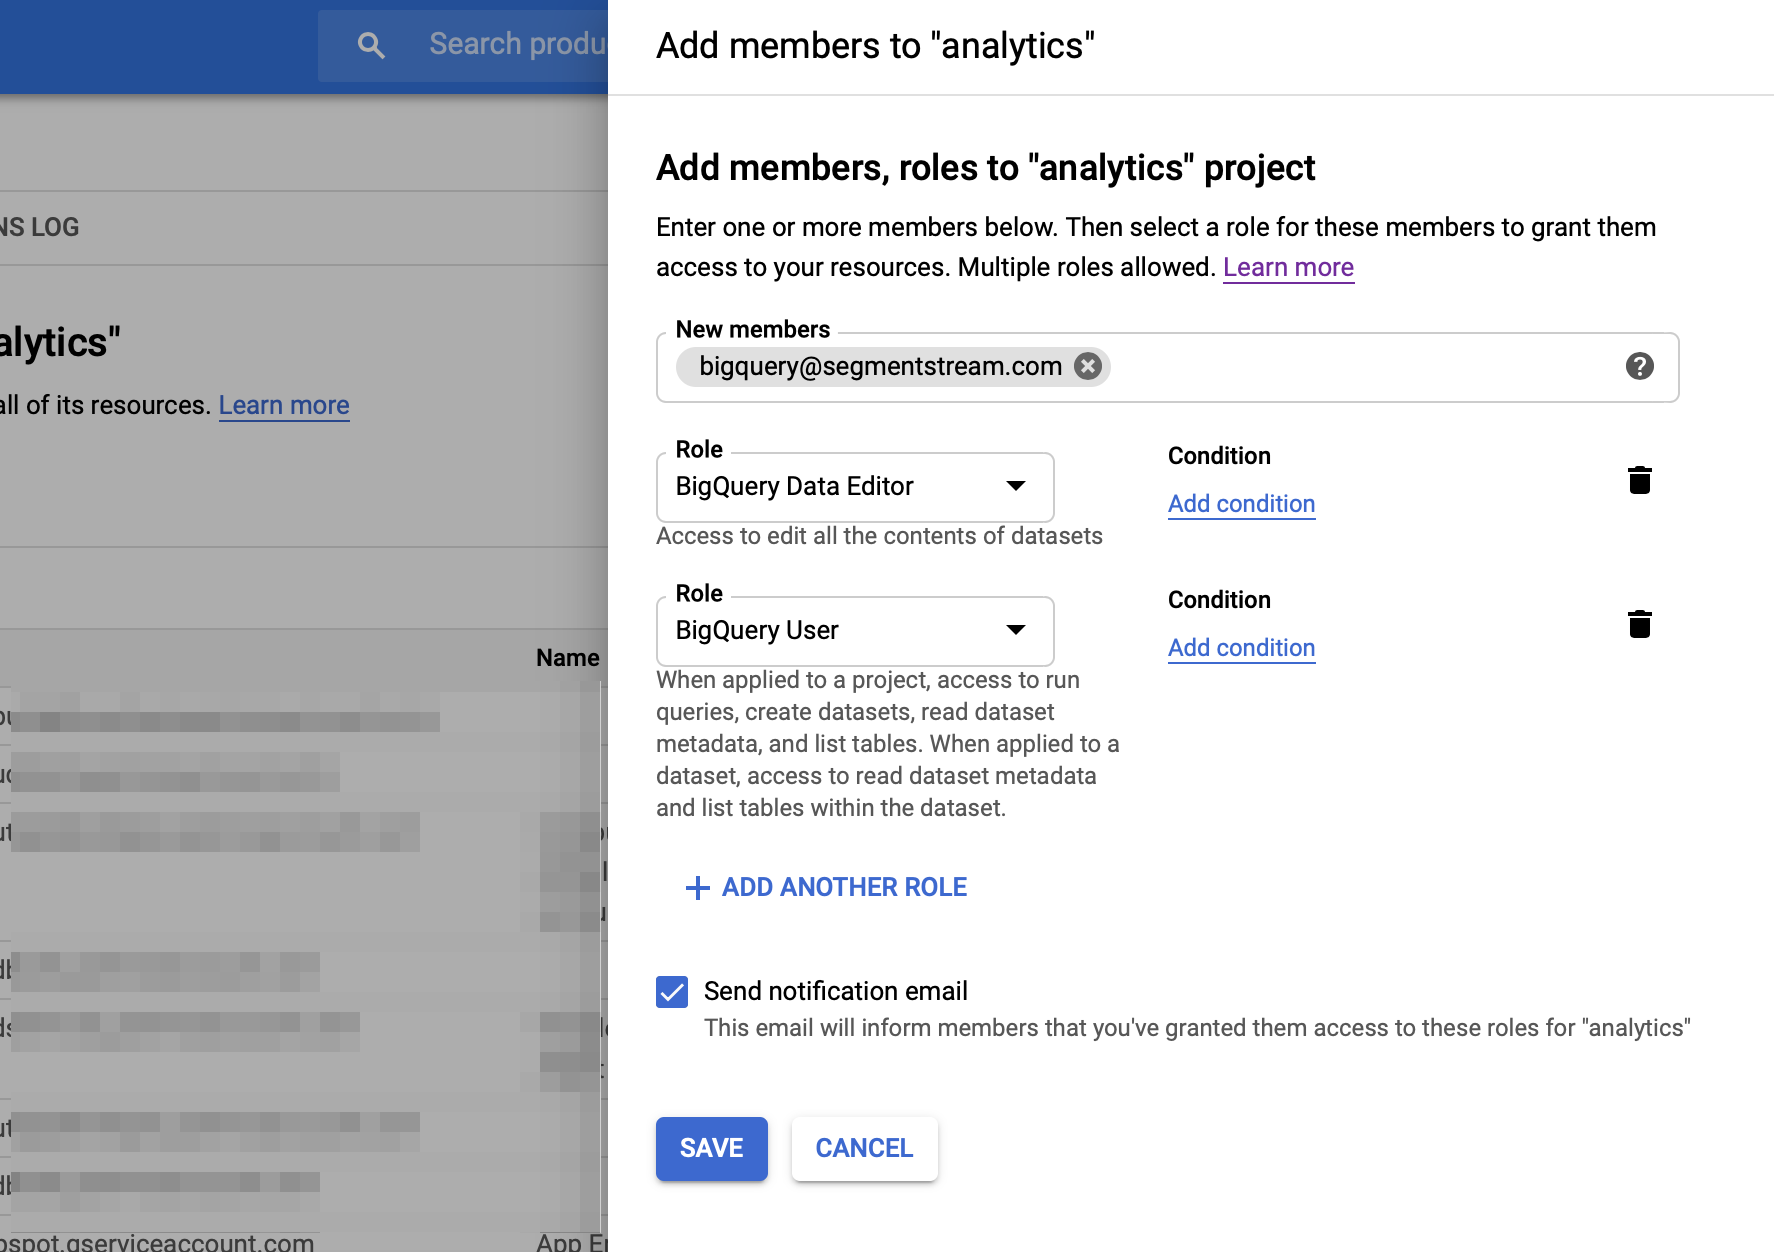 Search produ
NS LOG
alytics"
all of its resources. Learn more
Name
spot.gserviceaccount.com
App E
Add members to "analytics"
Add members, roles to "analytics" project
Enter one or more members below. Then select a role for these members to grant them
access to your resources. Multiple roles allowed. Learn more
New members
bigquery@segmentstream.com
Role
BigQuery Data Editor
Access to edit all the contents of datasets
Condition
Add condition
Role
BigQuery User
When applied to a project, access to run
queries, create datasets, read dataset
metadata, and list tables. When applied to a
dataset, access to read dataset metadata
and list tables within the dataset.
Condition
Add condition
ADD ANOTHER ROLE
Send notification email
This email will inform members that you've granted them access to these roles for "analytics"
SAVE
CANCEL